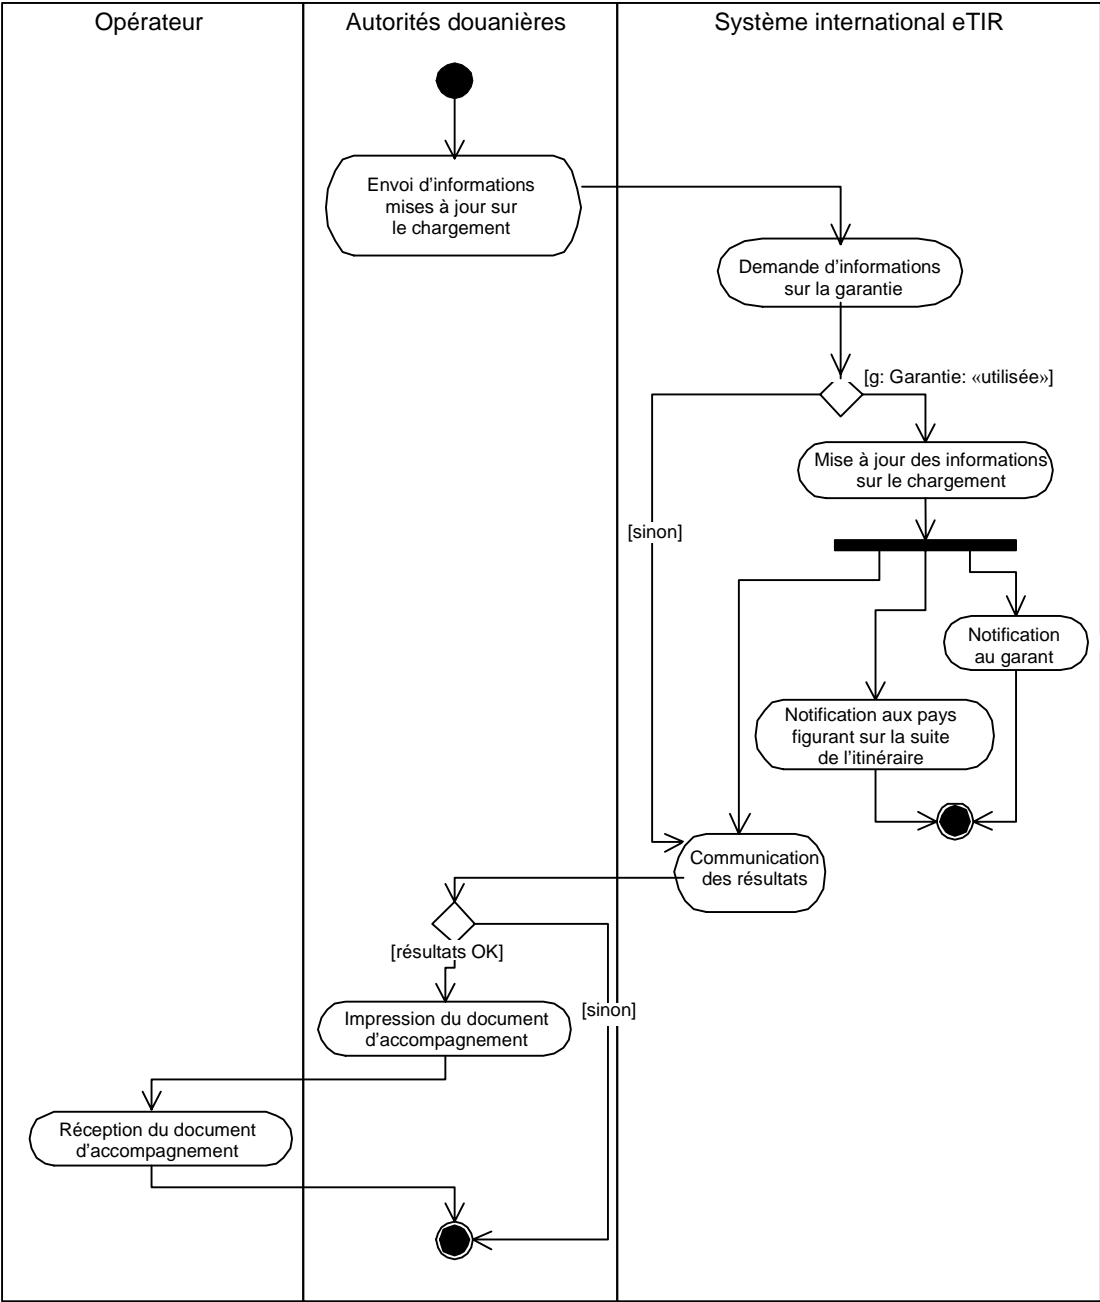 Opérateur
Autorités douanières
Système international eTIR
Envoi d'informations
mises à jour sur
le chargement
Demande d'informations
sur la garantie
[g: Garantie: «utilisée»]
Mise à jour des informations
sur le chargement
[sinon]
Notification
au garant
Notification aux pays
figurant sur la suite
de l'itinéraire
Communication
des résultats
[résultats OK]
[sinon]
Impression du document
d'accompagnement
Réception du document
d'accompagnement